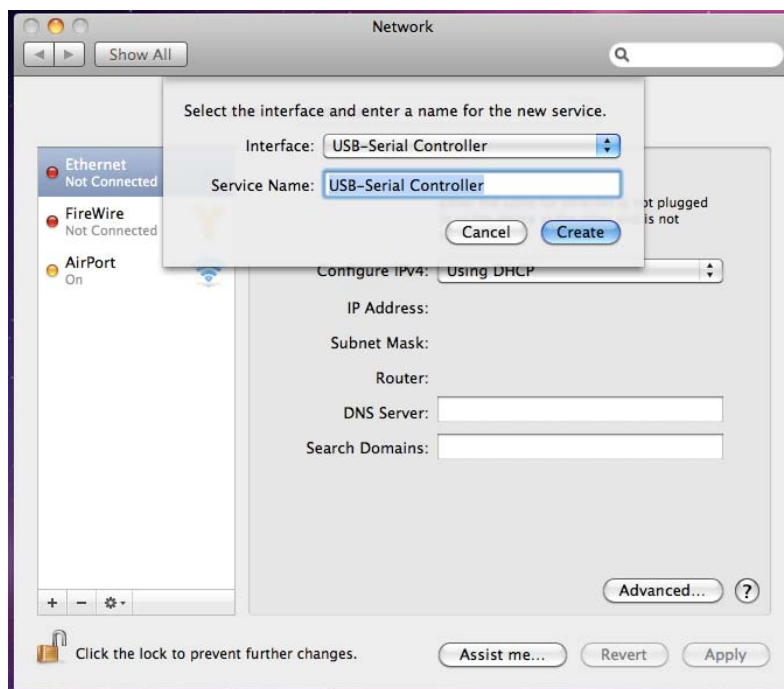 Network
Show All
Select the interface and enter a name for the new service.
Interface: USB-Serial Controller
Service Name: USB-Serial Controller
Cancel Create
Ethernet
Not Connected
FireWire
Not Connected
AirPort
On
not plugged
is not
Configure IPv4: Using DHCP
IP Address:
Subnet Mask:
Router:
DNS Server:
Search Domains:
Advanced... ?
Click the lock to prevent further changes.
Assist me... Revert Apply